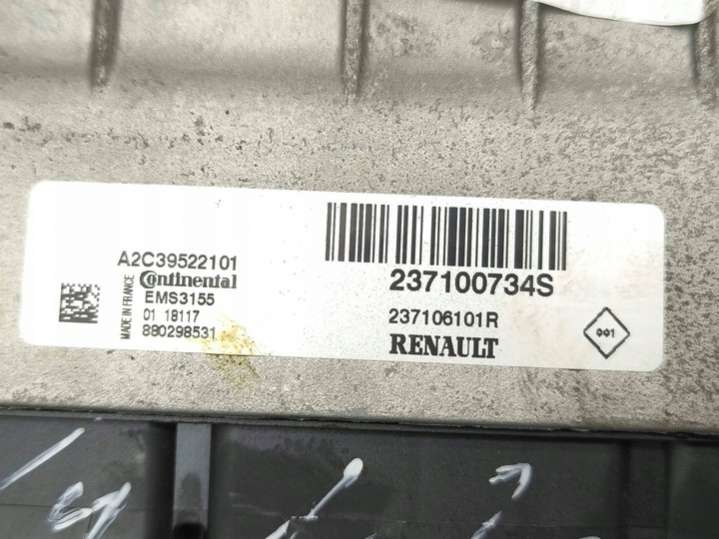 A2C39522101
Continental
EMS3155
01 18117
880298531
MADE IN FRANCE
237100734S
237106101R
RENAULT
001